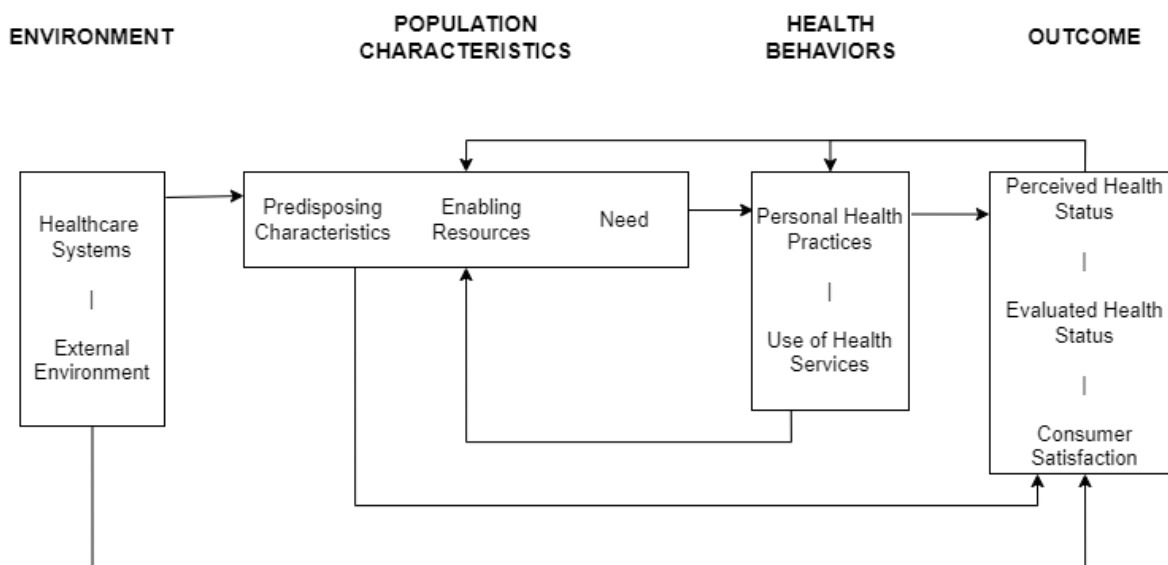 ENVIRONMENT
POPULATION
CHARACTERISTICS
HEALTH
BEHAVIORS
OUTCOME
Healthcare
Systems
|
External
Environment
Predisposing
Characteristics
Enabling
Resources
Need
Personal Health
Practices
|
Use of Health
Services
Perceived Health
Status
|
Evaluated Health
Status
|
Consumer
Satisfaction